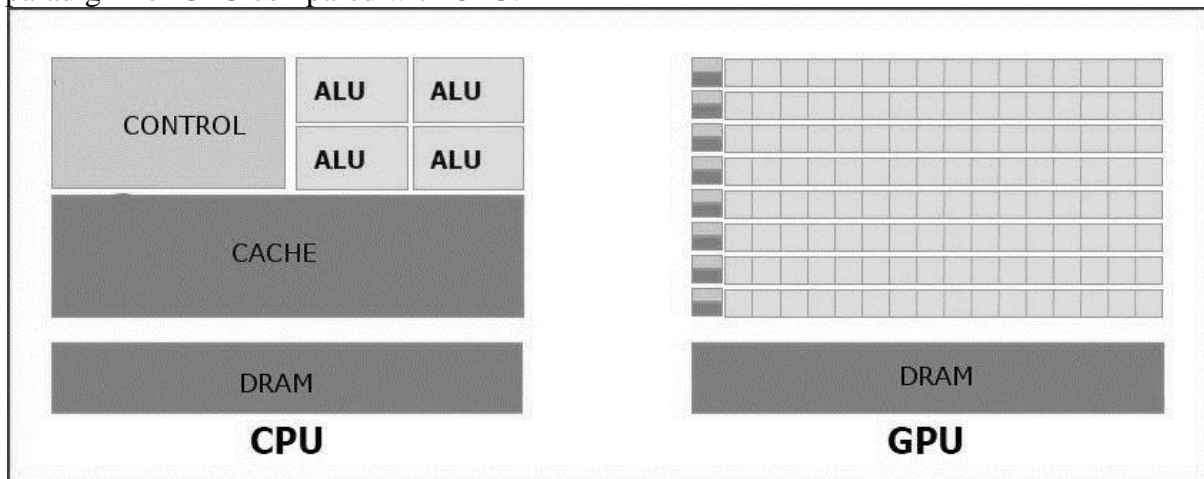 ALU ALU
CONTROL
ALU ALU
CACHE
DRAM DRAM
CPU GPU